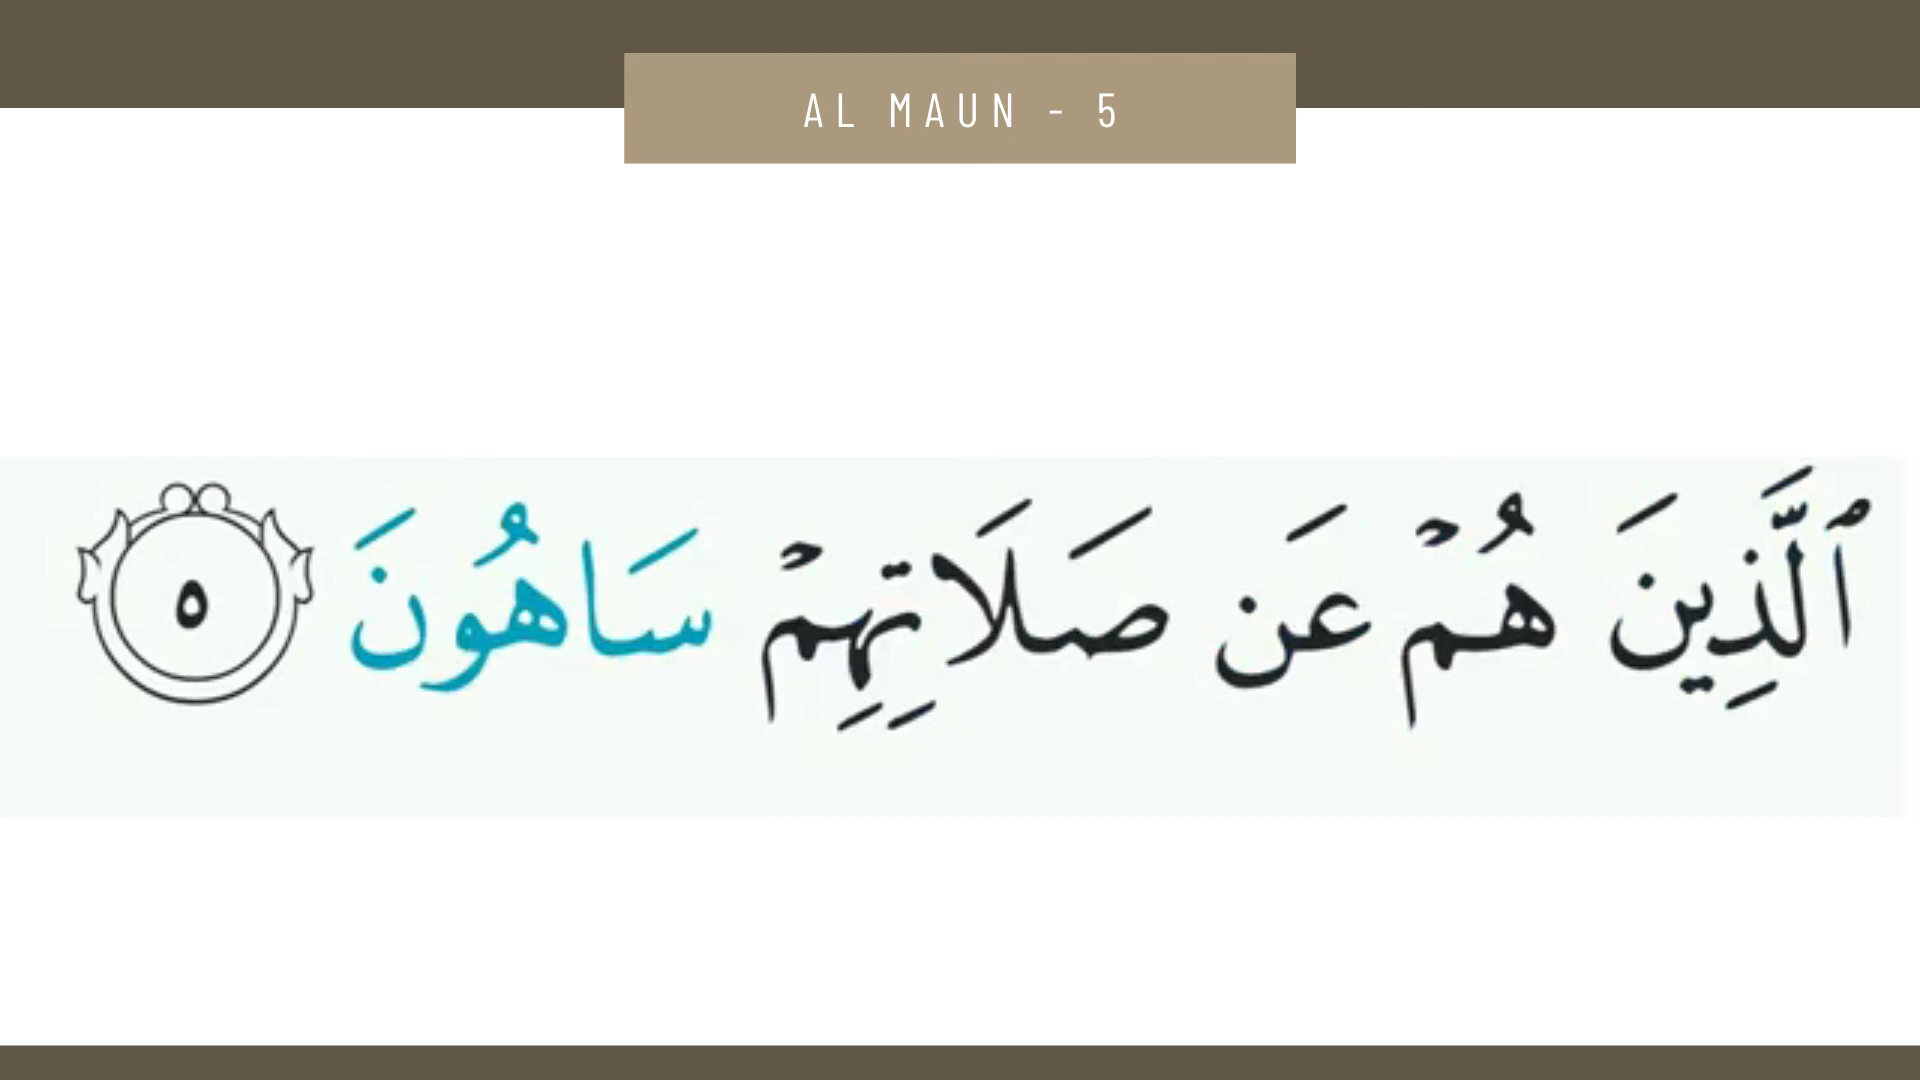 AL MAUN - 5
ٱلَّذِينَ هُمْ عَن صَلَاتِهِمْ سَاهُونَ ٥